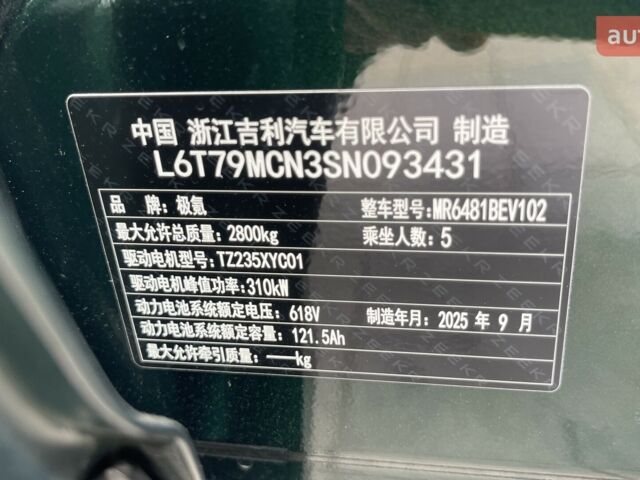 auto
中国 浙江吉利汽车有限公司 制造
L6T79MCN3SN093431
品 牌：极氪 整车型号：MR6481BEV102
最大允许总质量：2800kg 乘坐人数：5
驱动电机型号：TZ235XYC01
驱动电机峰值功率：310kW
动力电池系统额定电压：618V 制造年月：2025 年 9 月
动力电池系统额定容量：121.5Ah
最大允许牵引质量：——kg